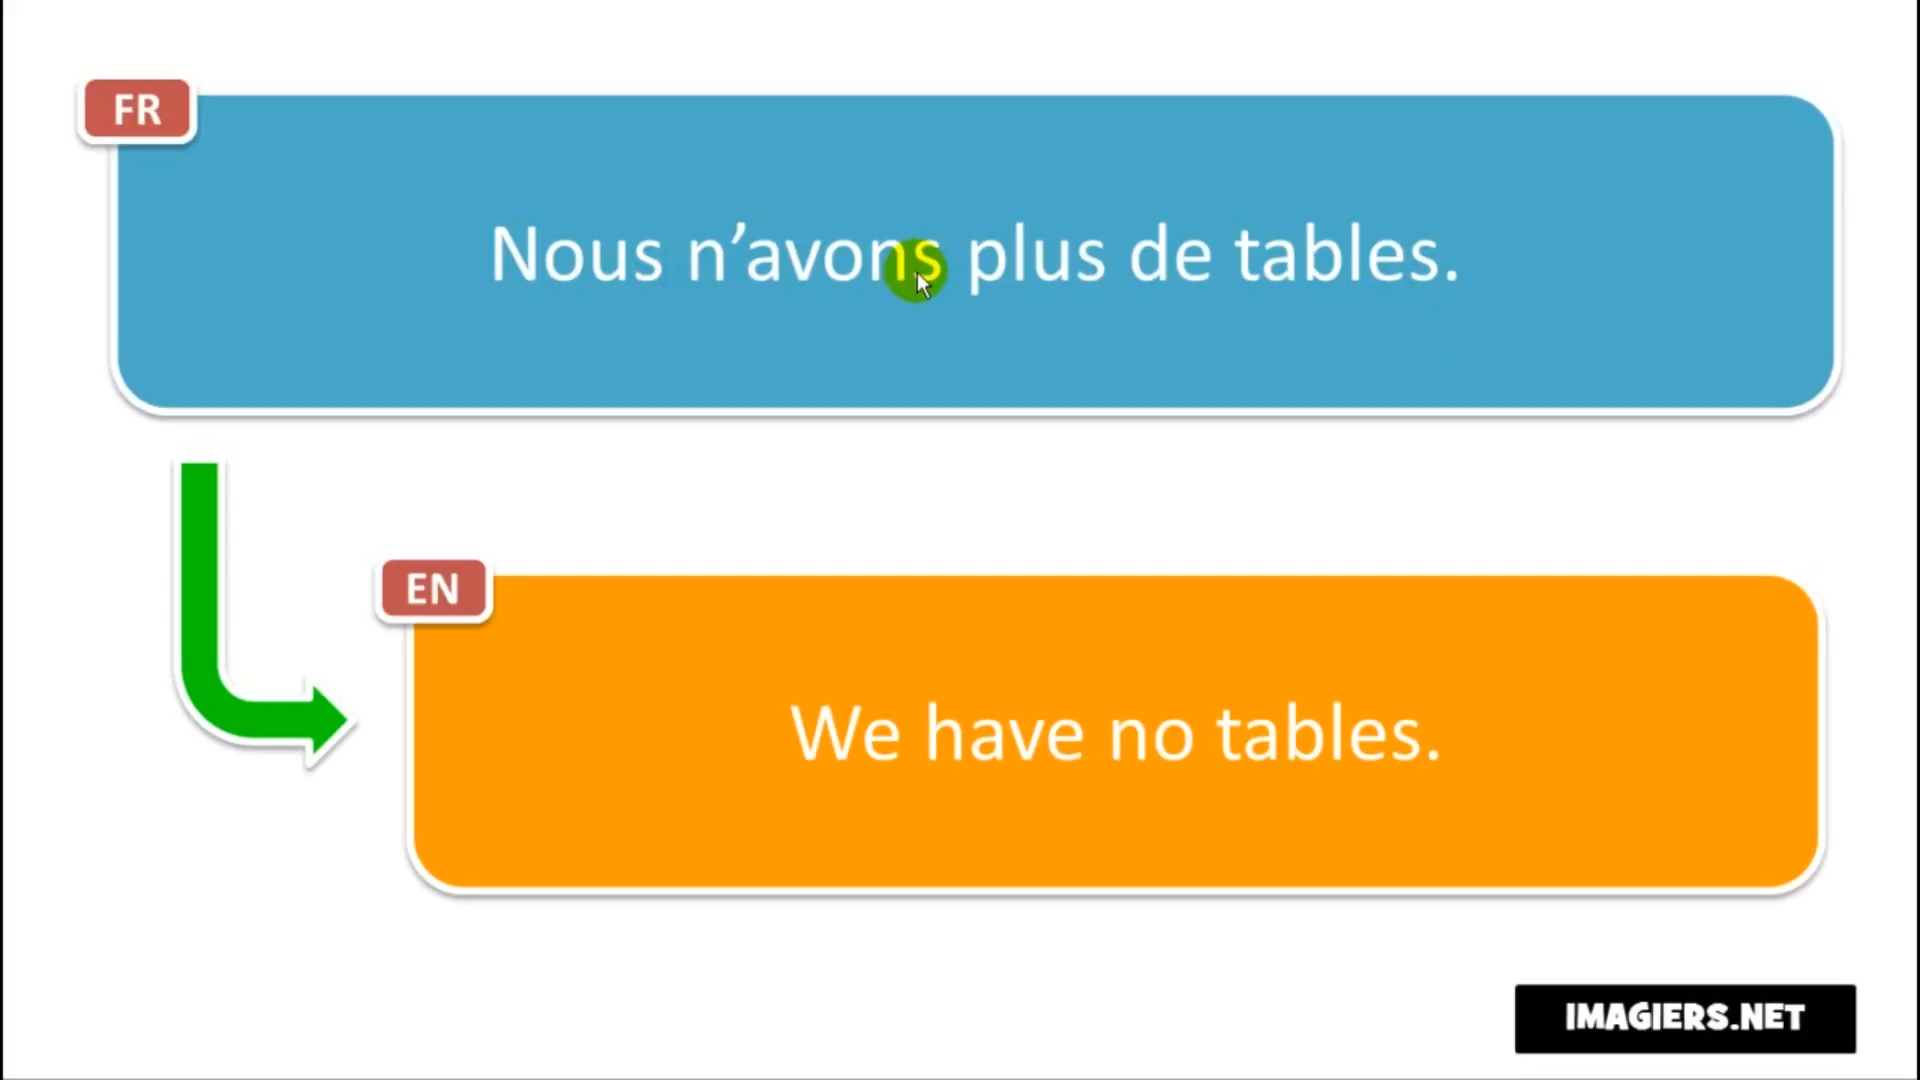 FR
Nous n’avons plus de tables.
EN
We have no tables.
IMAGIERS.NET